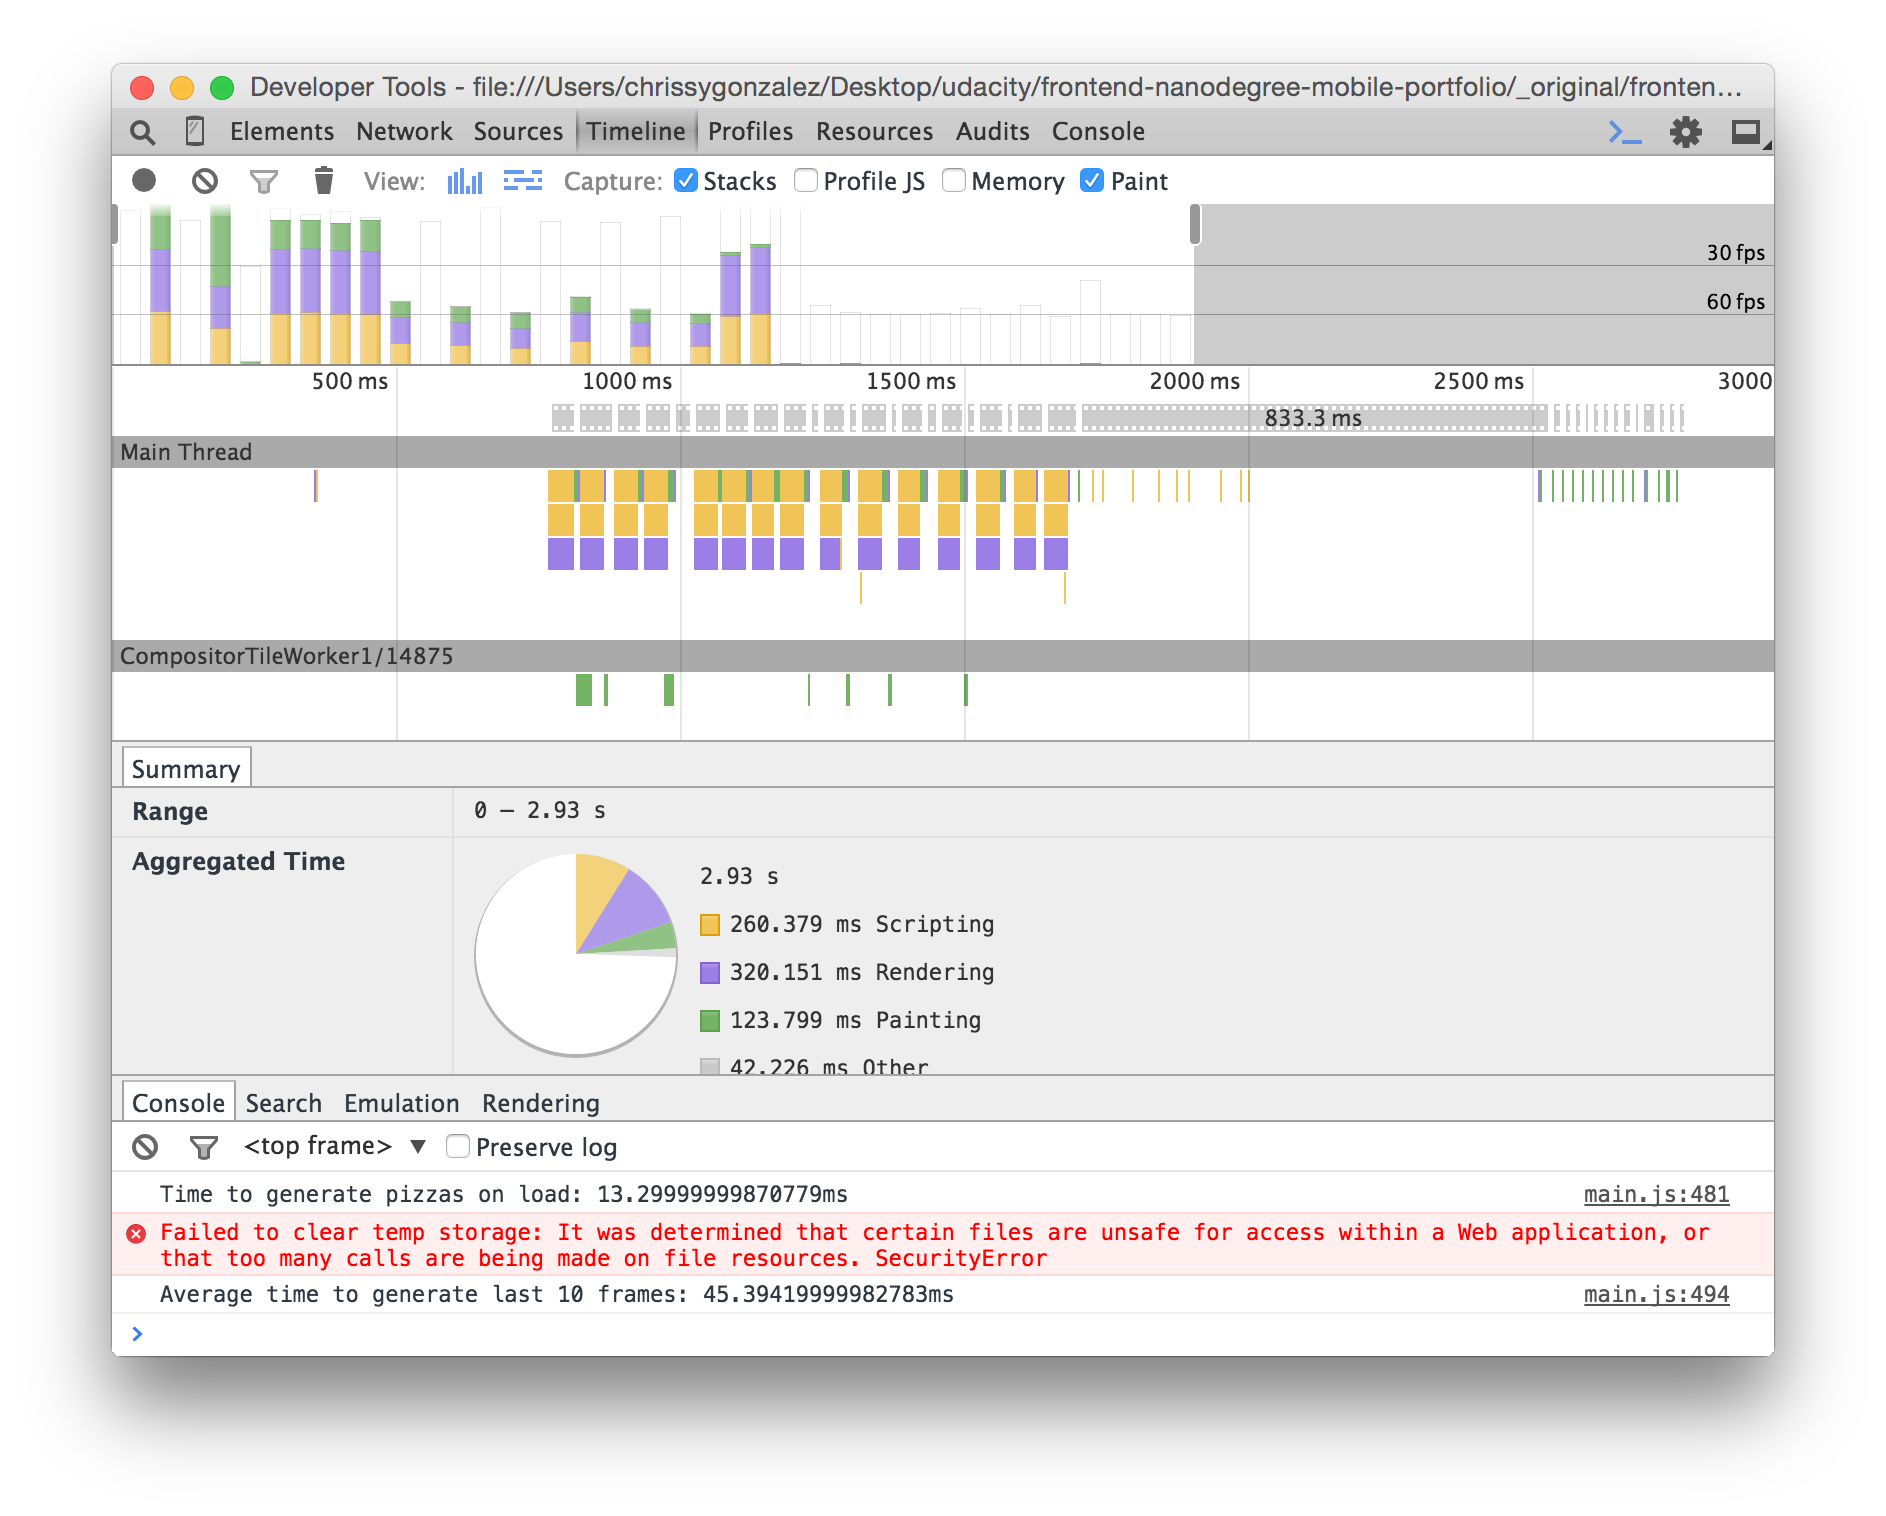 Developer Tools - file:///Users/chrissygonzalez/Desktop/udacity/frontend-nanodegree-mobile-portfolio/_original/fronten...
Elements Network Sources Timeline Profiles Resources Audits Console
View: Capture: Stacks Profile JS Memory Paint
30 fps
60 fps
500 ms 1000 ms 1500 ms 2000 ms 2500 ms 3000
833.3 ms
Main Thread
CompositorTileWorker1/14875
Summary
Range 0 – 2.93 s
Aggregated Time
2.93 s
260.379 ms Scripting
320.151 ms Rendering
123.799 ms Painting
42.226 ms Other
Console Search Emulation Rendering
<top frame> ▼ Preserve log
Time to generate pizzas on load: 13.29999999870779ms main.js:481
Failed to clear temp storage: It was determined that certain files are unsafe for access within a Web application, or
that too many calls are being made on file resources. SecurityError
Average time to generate last 10 frames: 45.39419999982783ms main.js:494
>